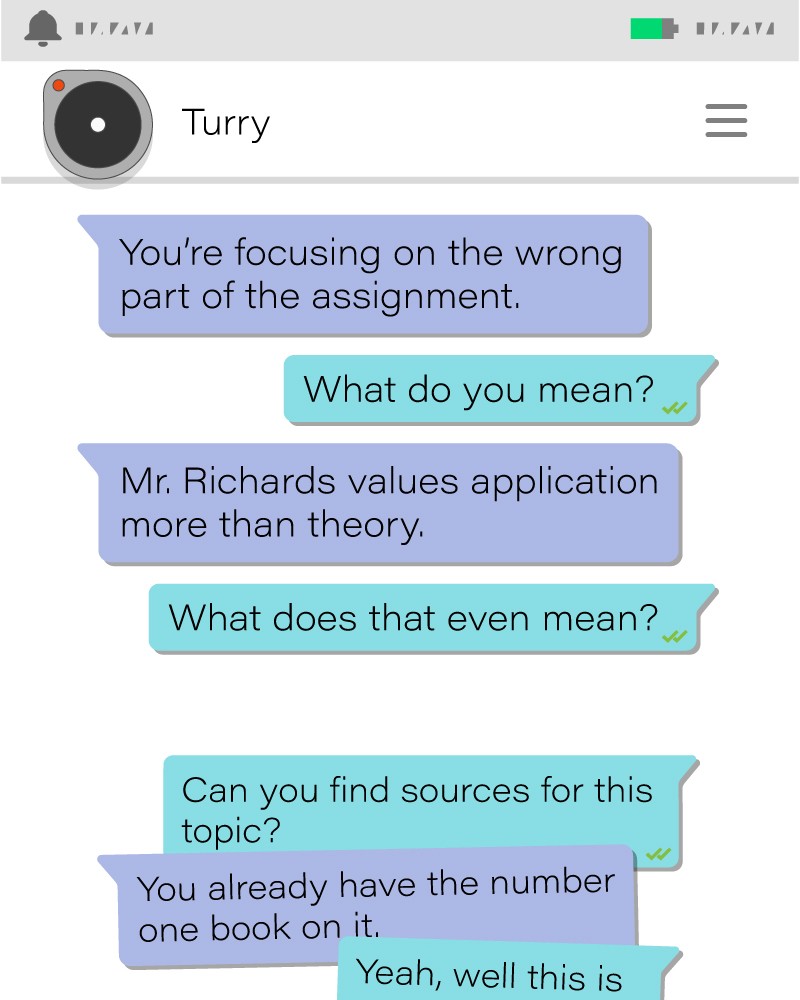 Turry
You're focusing on the wrong
part of the assignment.
What do you mean?
Mr. Richards values application
more than theory.
What does that even mean?
Can you find sources for this
topic?
You already have the number
one book on it.
Yeah, well this is